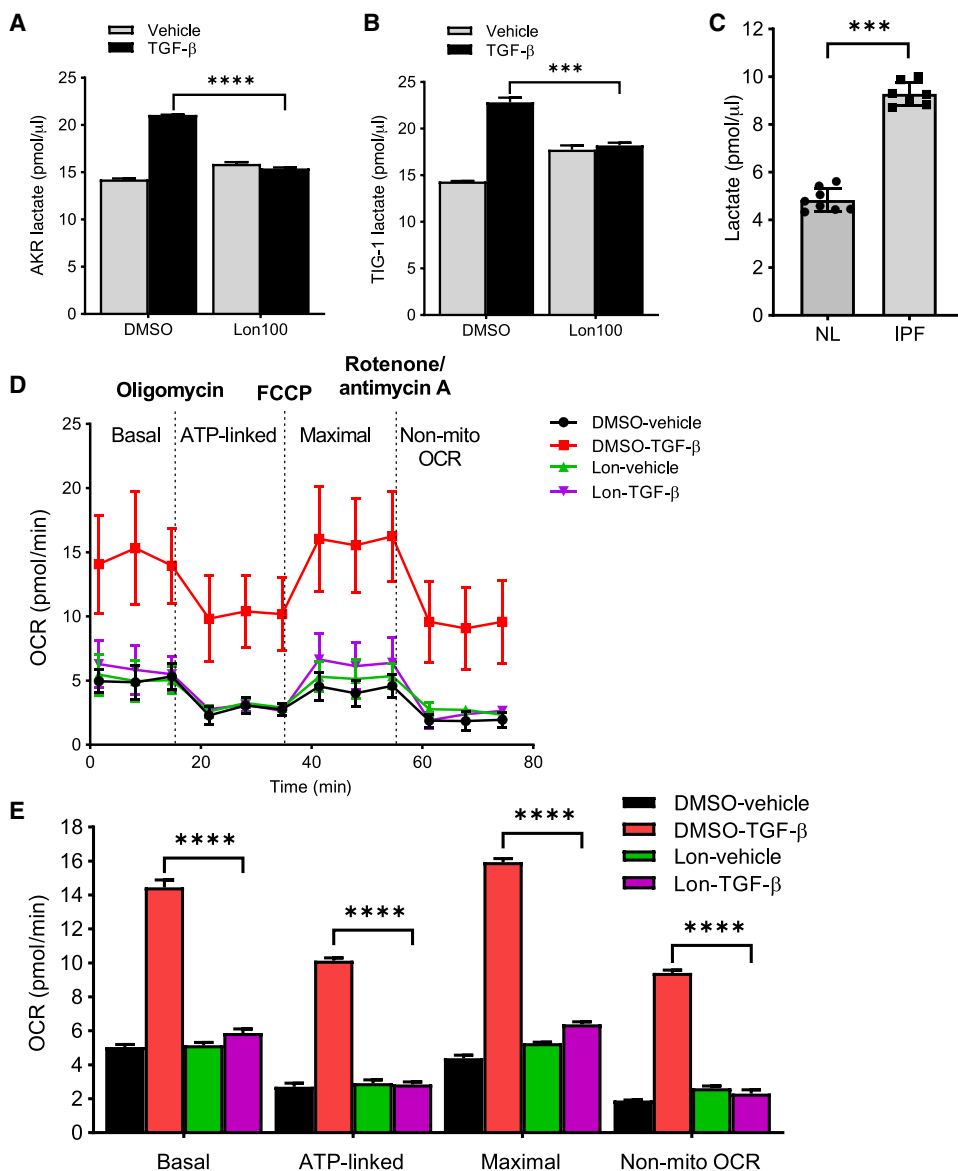 A
Vehicle
TGF-β
****
25
20
15
10
5
0
AKR lactate (pmol/µl)
DMSO
Lon100
B
Vehicle
TGF-β
***
25
20
15
10
5
0
TIG-1 lactate (pmol/µl)
DMSO
Lon100
C
***
12
10
8
6
4
2
0
Lactate (pmol/µl)
NL
IPF
D
Oligomycin
FCCP
Rotenone/
antimycin A
Basal
ATP-linked
Maximal
Non-mito
OCR
DMSO-vehicle
DMSO-TGF-β
Lon-vehicle
Lon-TGF-β
25
20
15
10
5
0
OCR (pmol/min)
0 20 40 60 80
Time (min)
E
DMSO-vehicle
DMSO-TGF-β
Lon-vehicle
Lon-TGF-β
****
****
****
****
18
16
14
12
10
8
6
4
2
0
OCR (pmol/min)
Basal
ATP-linked
Maximal
Non-mito OCR